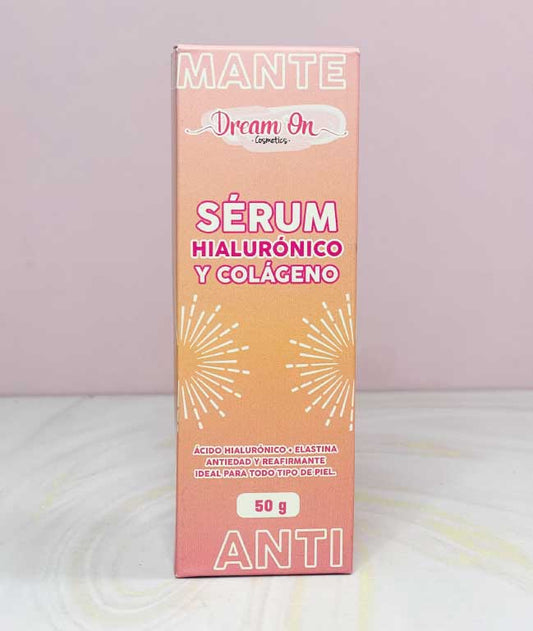 MANTE
Dream On
• Cosmetics •
SÉRUM
HIALURÓNICO
Y COLÁGENO
ÁCIDO HIALURÓNICO + ELASTINA
ANTIEDAD Y REAFIRMANTE
IDEAL PARA TODO TIPO DE PIEL.
50 g
ANTI